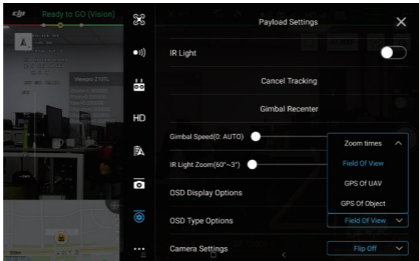 dji Ready to GO (Vision)
Payload Settings
IR Light
Cancel Tracking
Gimbal Recenter
HD
Gimbal Speed(0: AUTO)
Zoom times
IR Light Zoom(60°~3°)
Field Of View
GPS Of UAV
OSD Display Options
GPS Of Object
OSD Type Options
Field Of View
Camera Settings
Flip Off